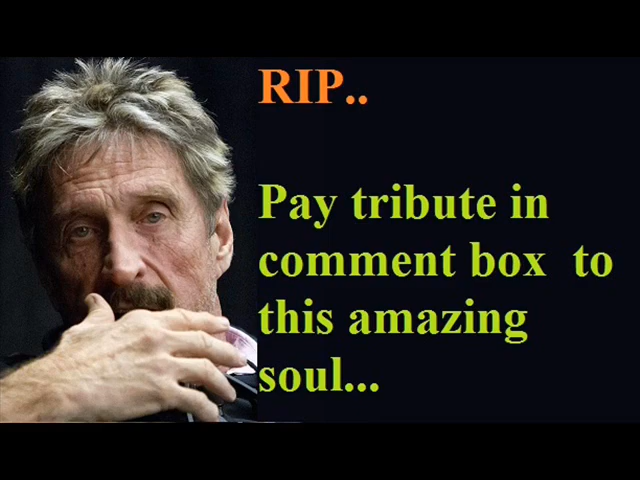 RIP..
Pay tribute in
comment box  to
this amazing
soul...